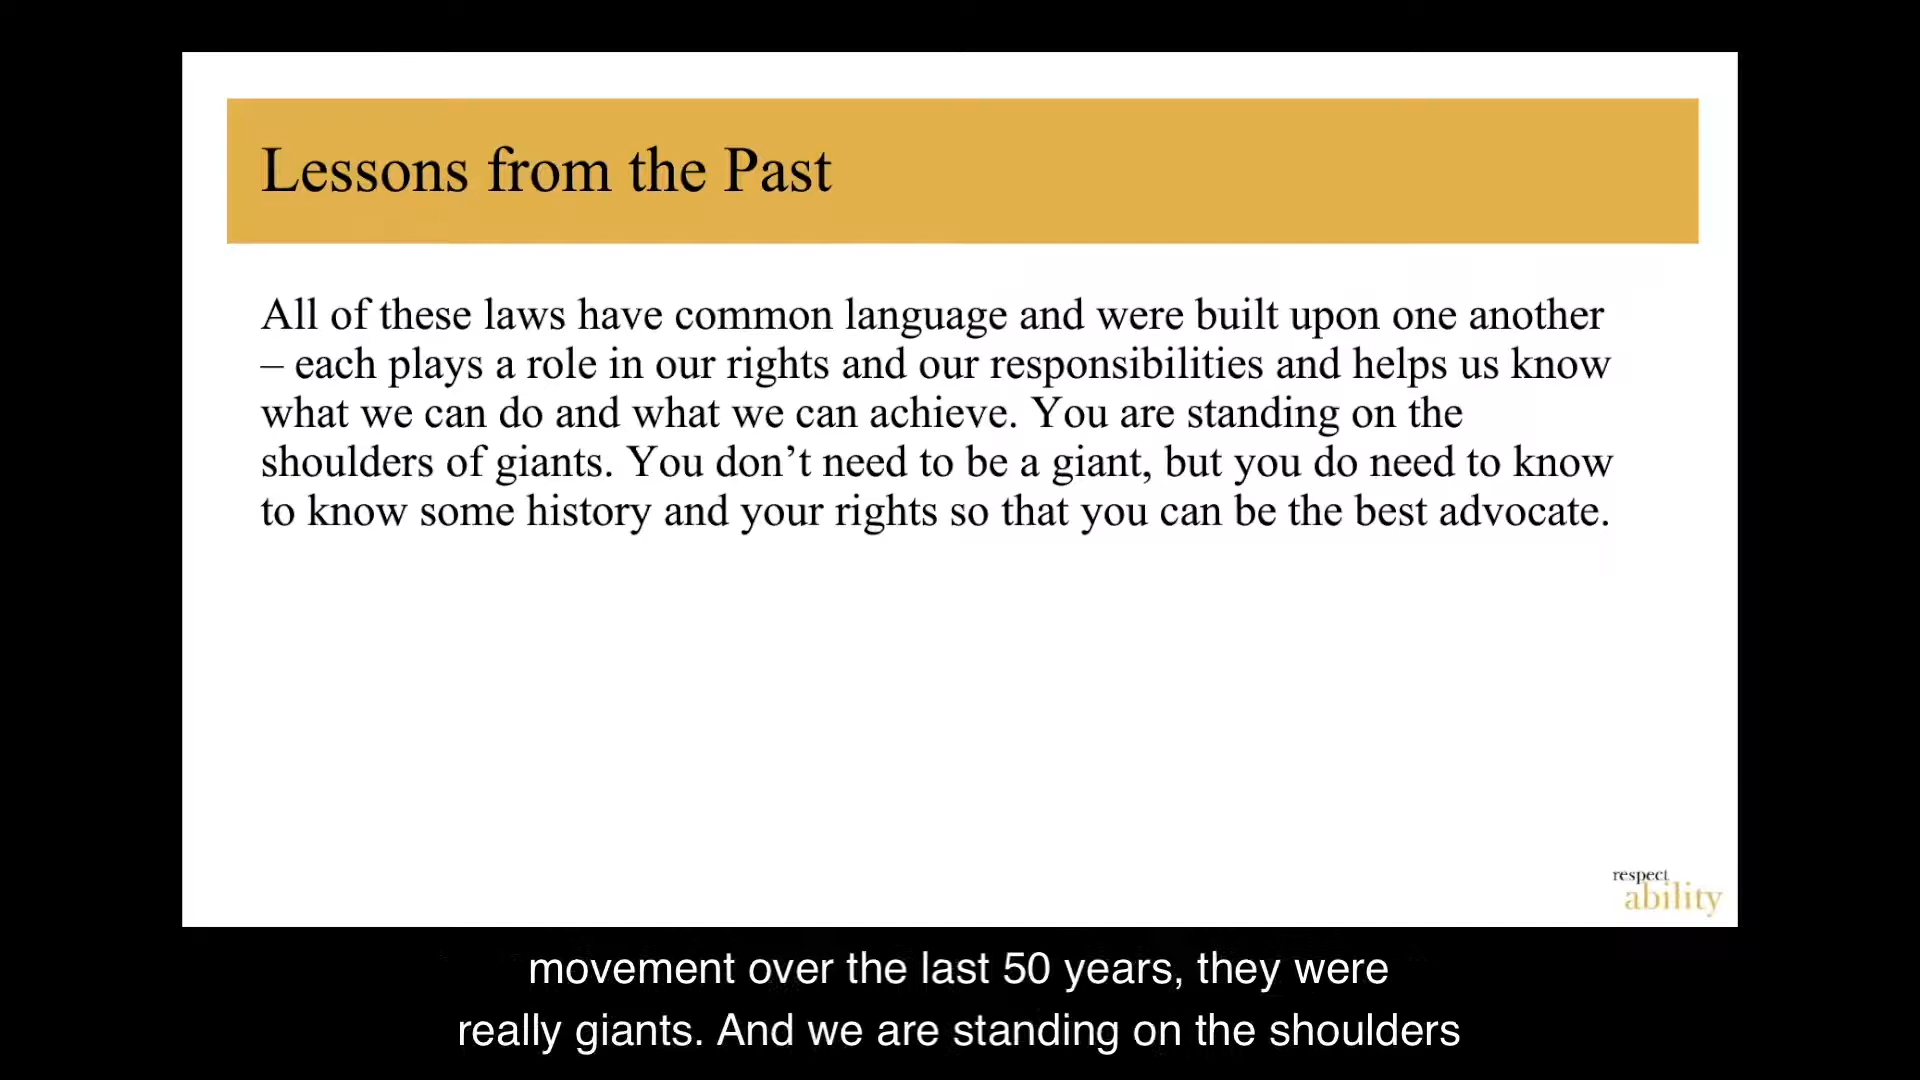 Lessons from the Past
All of these laws have common language and were built upon one another
– each plays a role in our rights and our responsibilities and helps us know
what we can do and what we can achieve. You are standing on the
shoulders of giants. You don’t need to be a giant, but you do need to know
to know some history and your rights so that you can be the best advocate.
respect
ability
movement over the last 50 years, they were
really giants. And we are standing on the shoulders